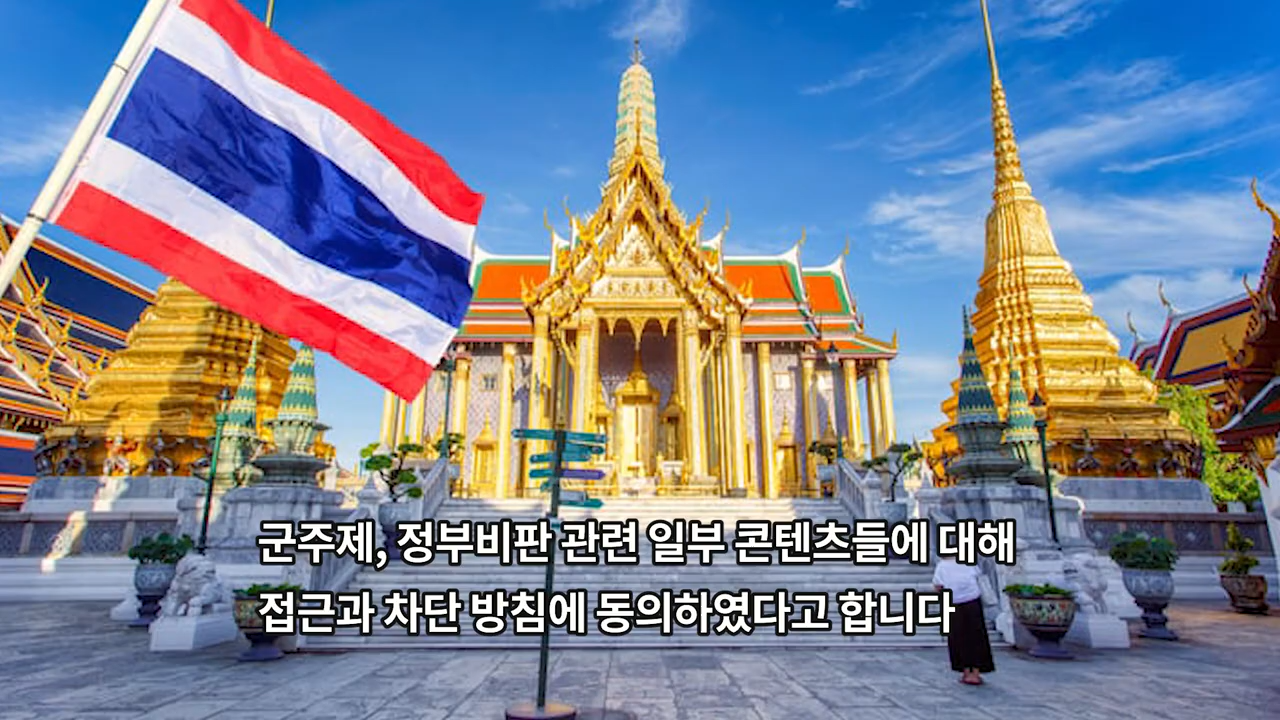 군주제, 정부비판 관련 일부 콘텐츠들에 대해
접근과 차단 방침에 동의하였다고 합니다